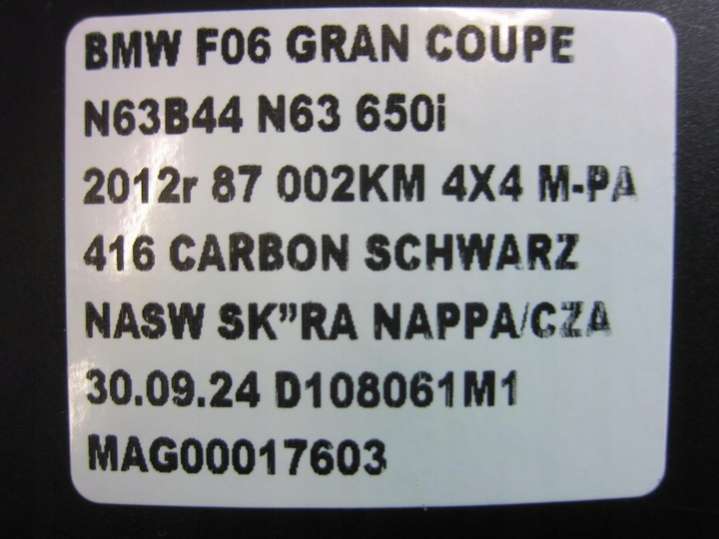 BMW F06 GRAN COUPE
N63B44 N63 650i
2012r 87 002KM 4X4 M-PA
416 CARBON SCHWARZ
NASW SK”RA NAPPA/CZA
30.09.24 D108061M1
MAG00017603